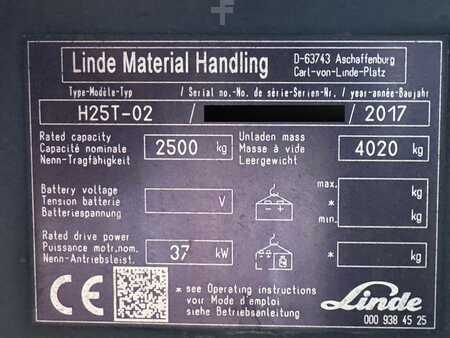 Linde Material Handling D-63743 Aschaffenburg
Carl-von-Linde-Platz
Type-Modèle-Typ / Serial no.-No. de série-Serien-Nr. / year-année-Baujahr
H25T-02 / / 2017
Rated capacity
Capacité nominale
Nenn-Tragfähigkeit
2500 kg
Unladen mass
Masse à vide
Leergewicht
4020 kg
Battery voltage
Tension batterie
Batteriespannung
V
max.
*
min.
kg
kg
Rated drive power
Puissance motr.nom.
Nenn-Antriebsleist.
37 kW
* kg
CE
* see Operating instructions
voir Mode d'emploi
siehe Betriebsanleitung
Linde
000 938 45 25